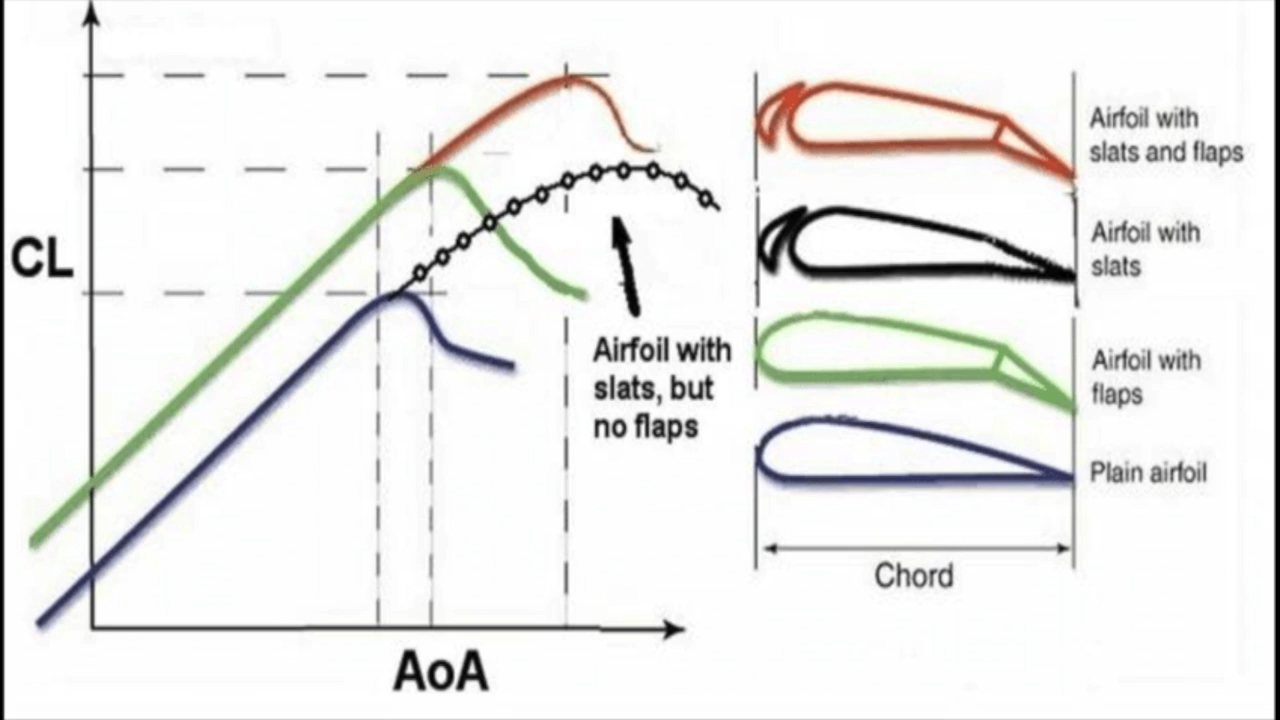 CL
AoA
Airfoil with
slats, but
no flaps
Airfoil with
slats and flaps
Airfoil with
slats
Airfoil with
flaps
Plain airfoil
Chord